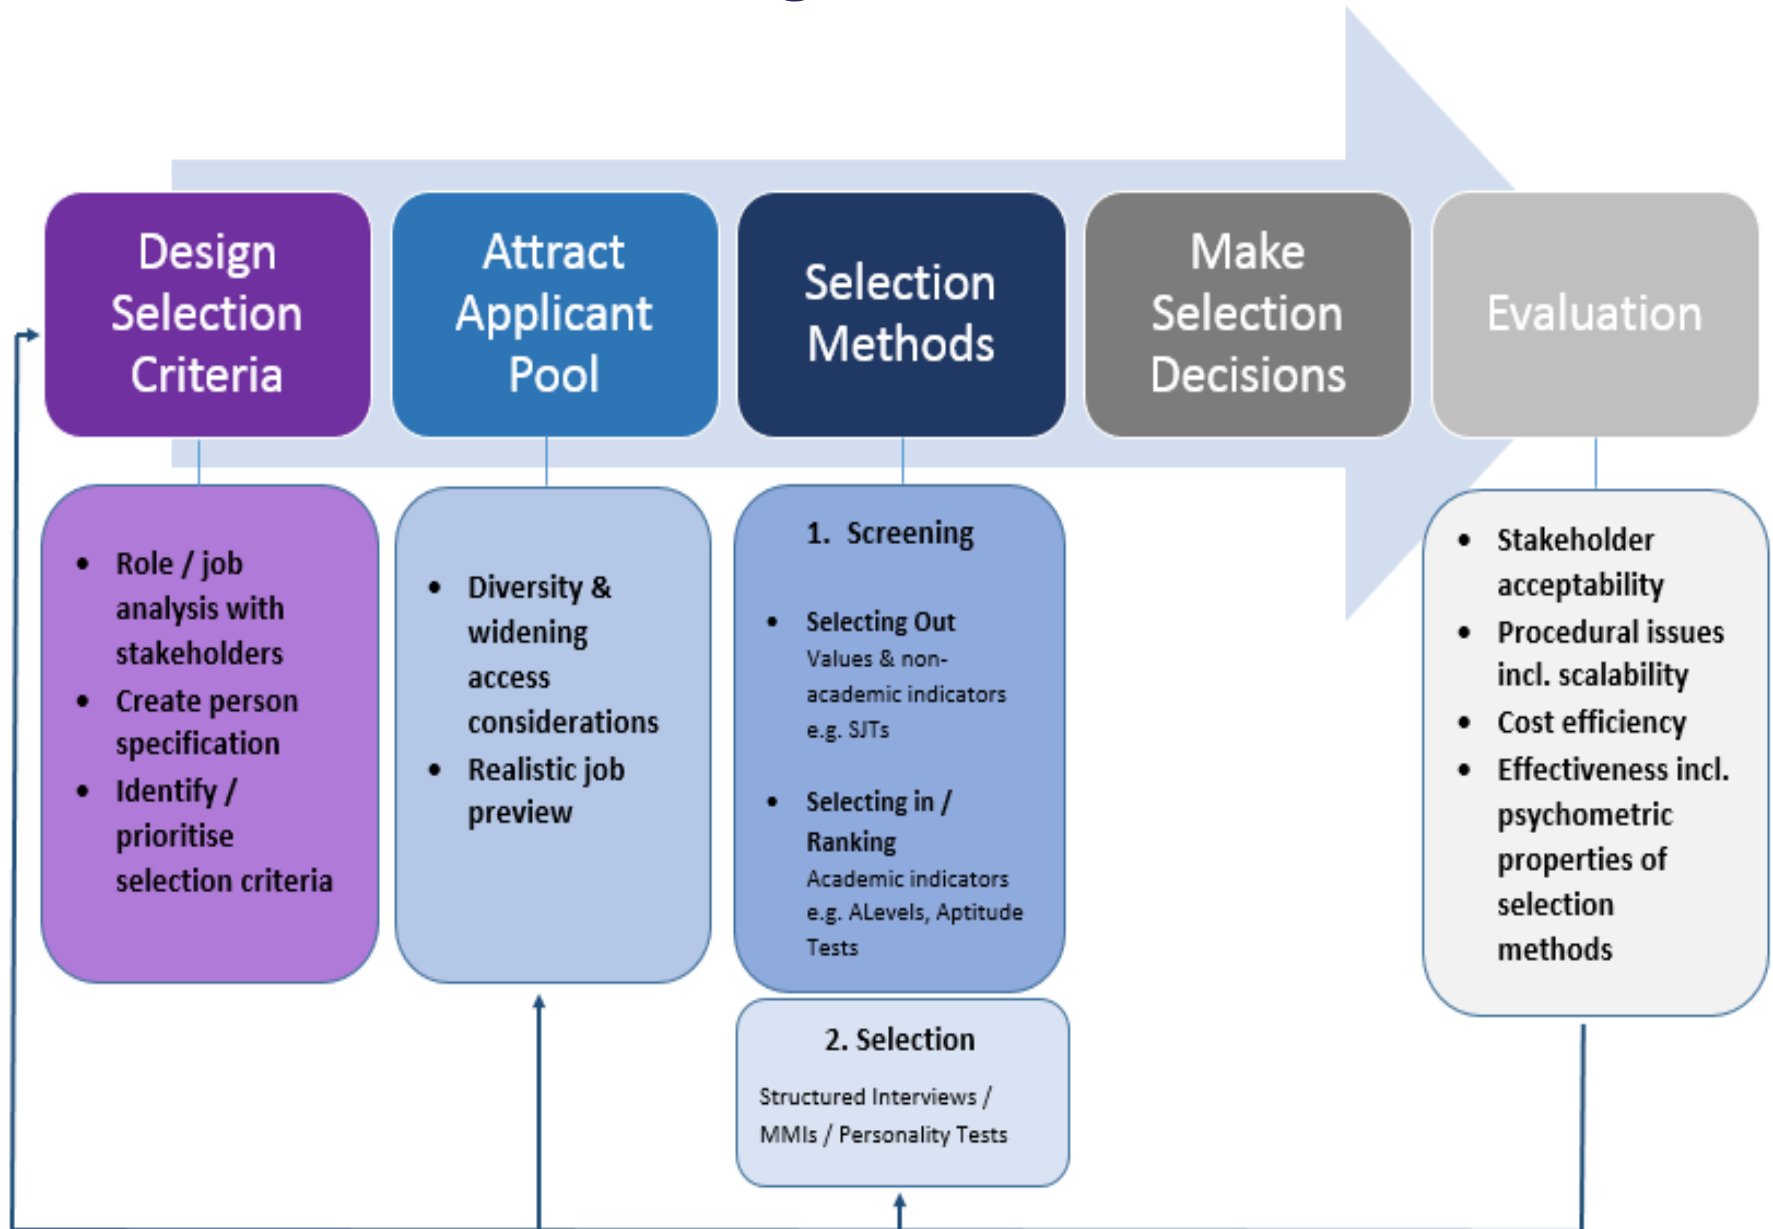 Design
Selection
Criteria
Attract
Applicant
Pool
Selection
Methods
Make
Selection
Decisions
Evaluation
• Role / job
analysis with
stakeholders
• Create person
specification
• Identify /
prioritise
selection criteria
• Diversity &
widening
access
considerations
• Realistic job
preview
1. Screening
• Selecting Out
Values & non-
academic indicators
e.g. SJTs
• Selecting in /
Ranking
Academic indicators
e.g. ALevels, Aptitude
Tests
2. Selection
Structured Interviews /
MMIs / Personality Tests
• Stakeholder
acceptability
• Procedural issues
incl. scalability
• Cost efficiency
• Effectiveness incl.
psychometric
properties of
selection
methods